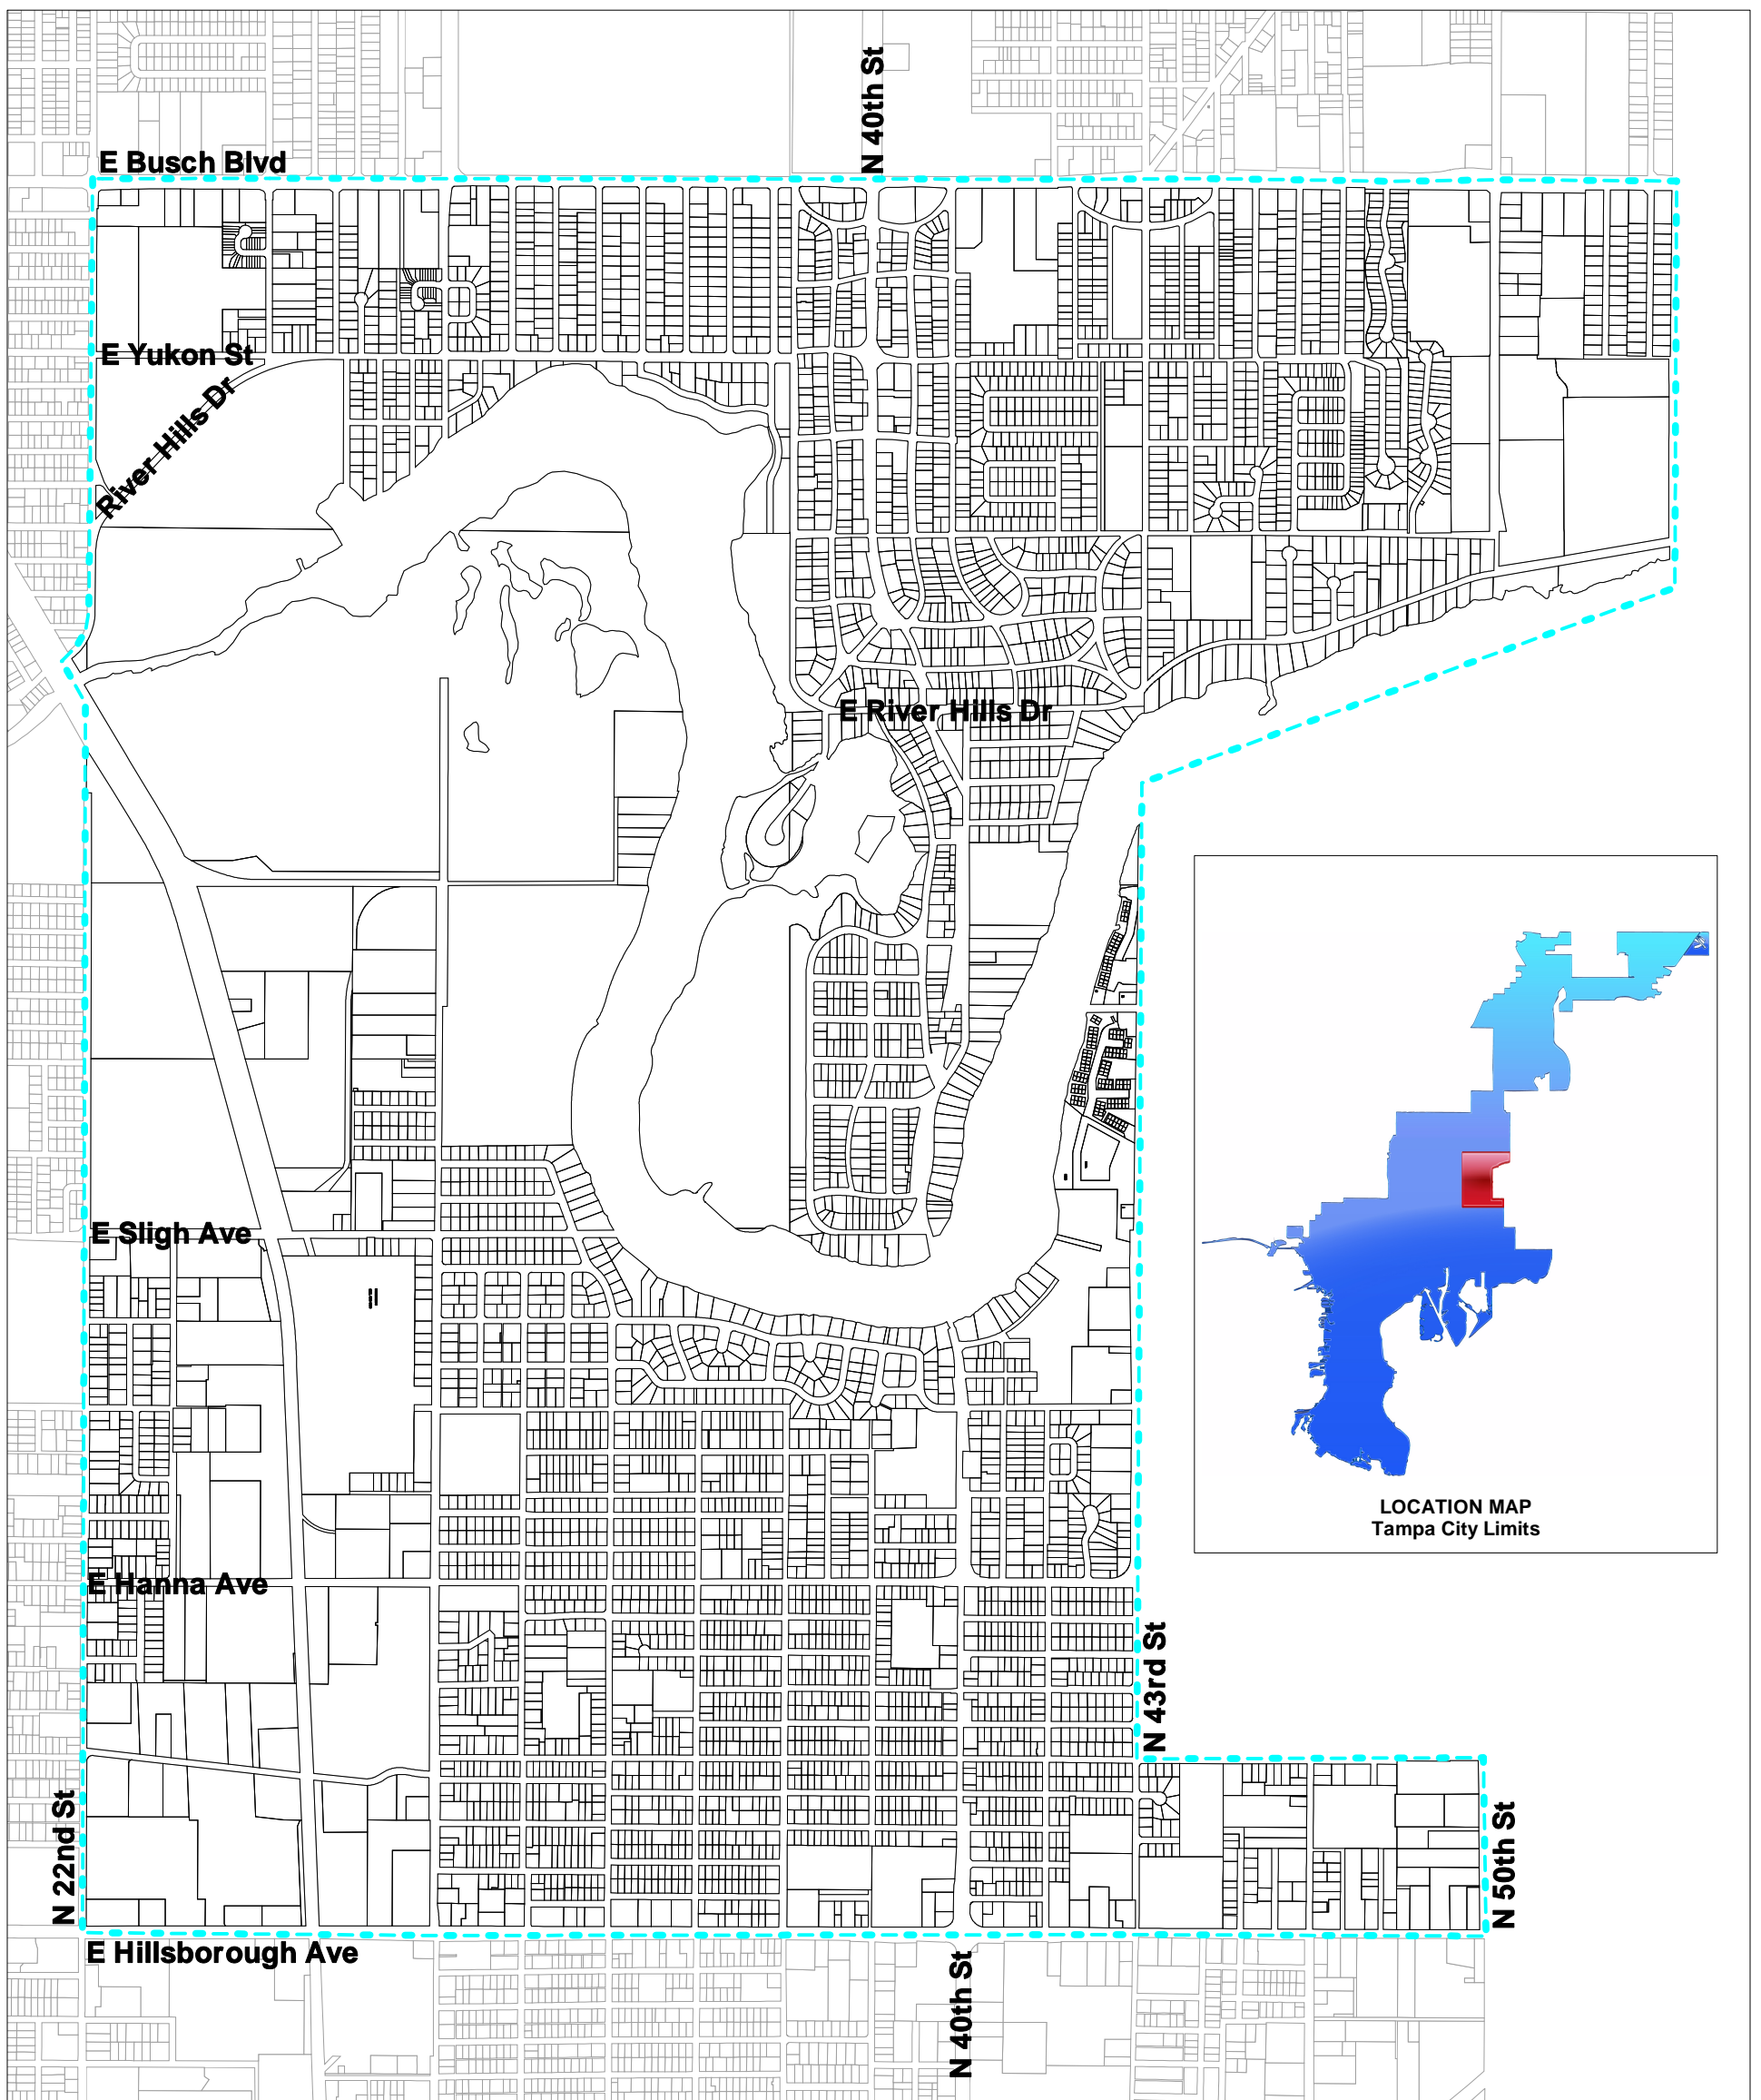 N 40th St
E Busch Blvd
E Yukon St
River Hills Dr
E River Hills Dr
E Sligh Ave
LOCATION MAP
Tampa City Limits
E Hanna Ave
N 43rd St
N 22nd St
N 50th St
E Hillsborough Ave
N 40th St